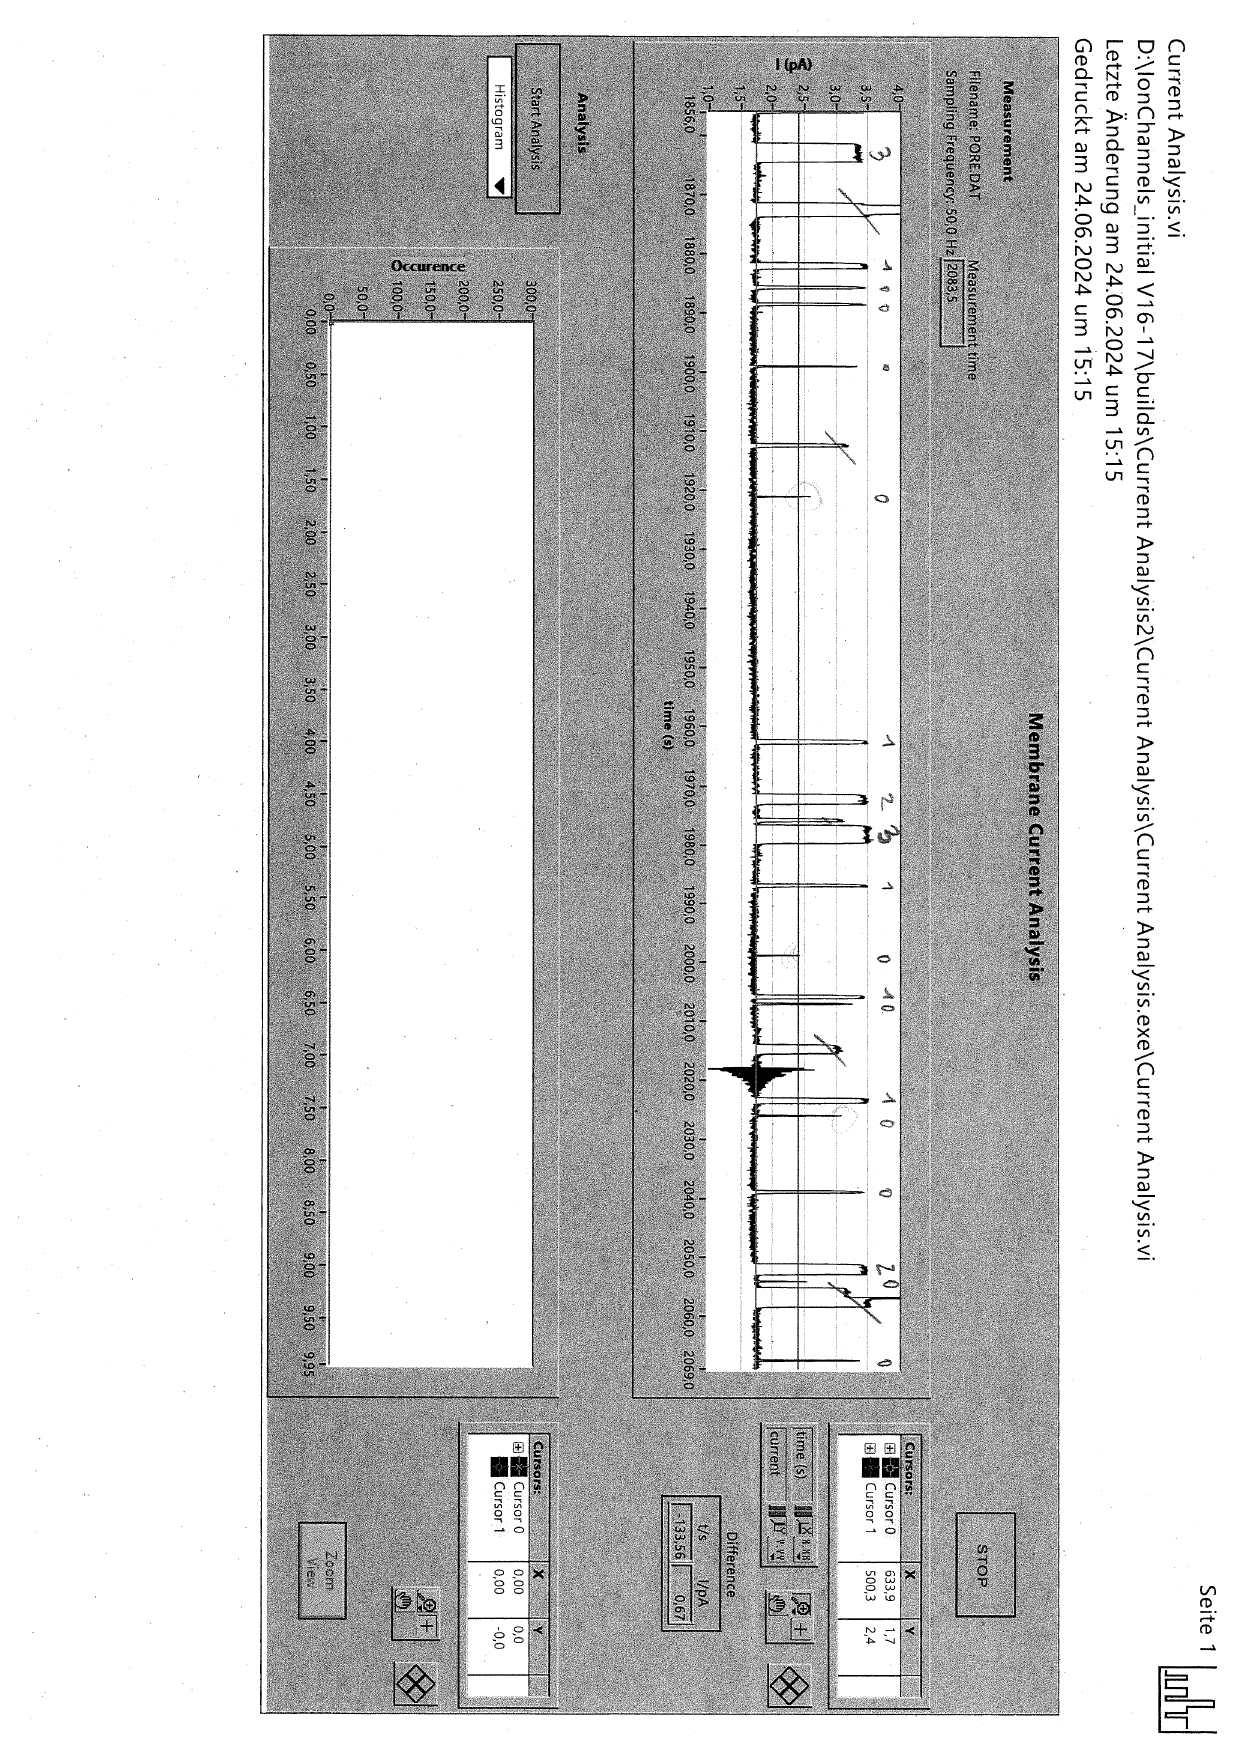 Seite 1
Current Analysis.vi
D:\IonChannels_initial V16-17\builds\Current Analysis2\Current Analysis\Current Analysis.exe\Current Analysis.vi
Letzte Änderung am 24.06.2024 um 15:15
Gedruckt am 24.06.2024 um 15:15
Membrane Current Analysis
Measurement
Filename: PORE.DAT
Sampling Frequency: 50,0 Hz
Measurement time
2083,5
STOP
3 1 1 0 0 0 1 2 3 1 0 1 0 1 0 0 2 0 0
I (pA)
4,0
3,5
3,0
2,5
2,0
1,5
1,0
1856,0 1870,0 1880,0 1890,0 1900,0 1910,0 1920,0 1930,0 1940,0 1950,0 1960,0 1970,0 1980,0 1990,0 2000,0 2010,0 2020,0 2030,0 2040,0 2050,0 2060,0 2069,0
time (s)
Cursors: X Y
Cursor 0 633,9 1,7
Cursor 1 500,3 2,4
time (s)
current
Difference
t/s I/pA
-133,56 0,67
Analysis
Start Analysis
Histogram
Occurence
300,0
250,0
200,0
150,0
100,0
50,0
0,0
0,00 0,50 1,00 1,50 2,00 2,50 3,00 3,50 4,00 4,50 5,00 5,50 6,00 6,50 7,00 7,50 8,00 8,50 9,00 9,50 9,95
Cursors: X Y
Cursor 0 0,00 0,0
Cursor 1 0,00 -0,0
Zoom
View